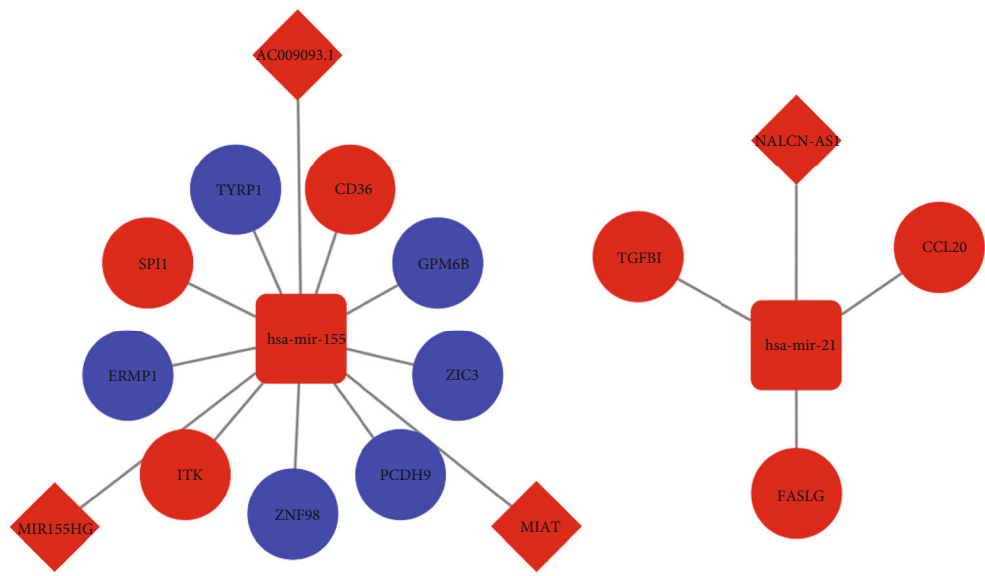 AC009093.1
TYRP1
CD36
SPI1
GPM6B
hsa-mir-155
ERMP1
ZIC3
ITK
PCDH9
ZNF98
MIR155HG
MIAT
NALCN-AS1
TGFBI
CCL20
hsa-mir-21
FASLG